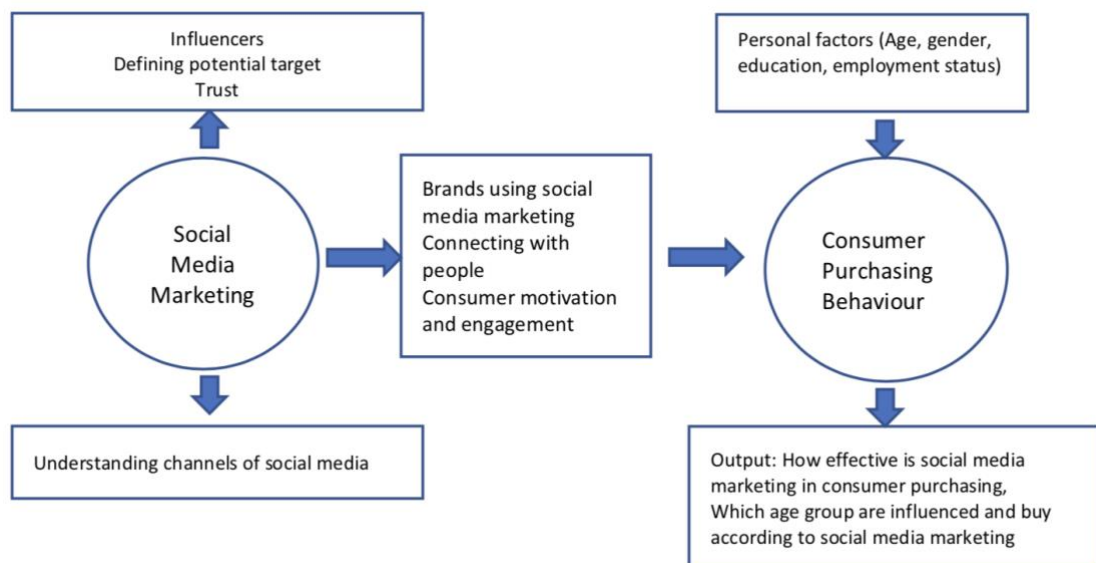 Influencers
Defining potential target
Trust
Personal factors (Age, gender,
education, employment status)
Social
Media
Marketing
Brands using social
media marketing
Connecting with
people
Consumer motivation
and engagement
Consumer
Purchasing
Behaviour
Understanding channels of social media
Output: How effective is social media
marketing in consumer purchasing,
Which age group are influenced and buy
according to social media marketing